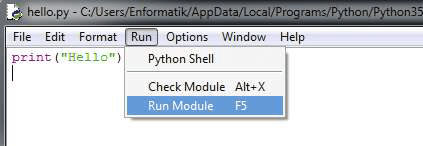 hello.py - C:/Users/Enformatik/AppData/Local/Programs/Python/Python35
File Edit Format Run Options Window Help
print("Hello")
Python Shell
Check Module Alt+X
Run Module F5